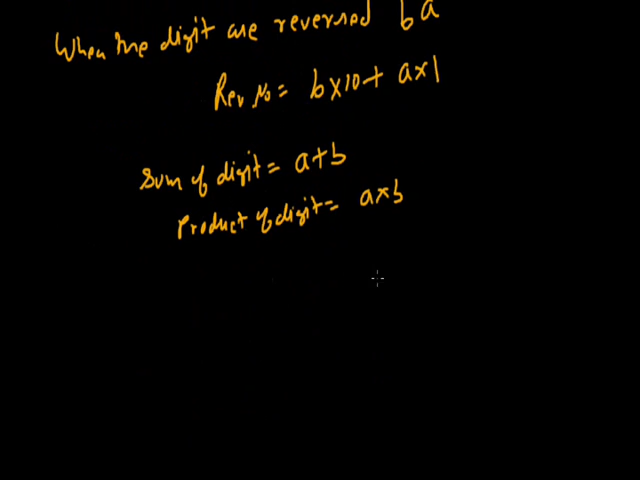 When the digit are reversed ba
Rev No = b×10+ a×1
Sum of digit = a+b
Product of digit = a×b